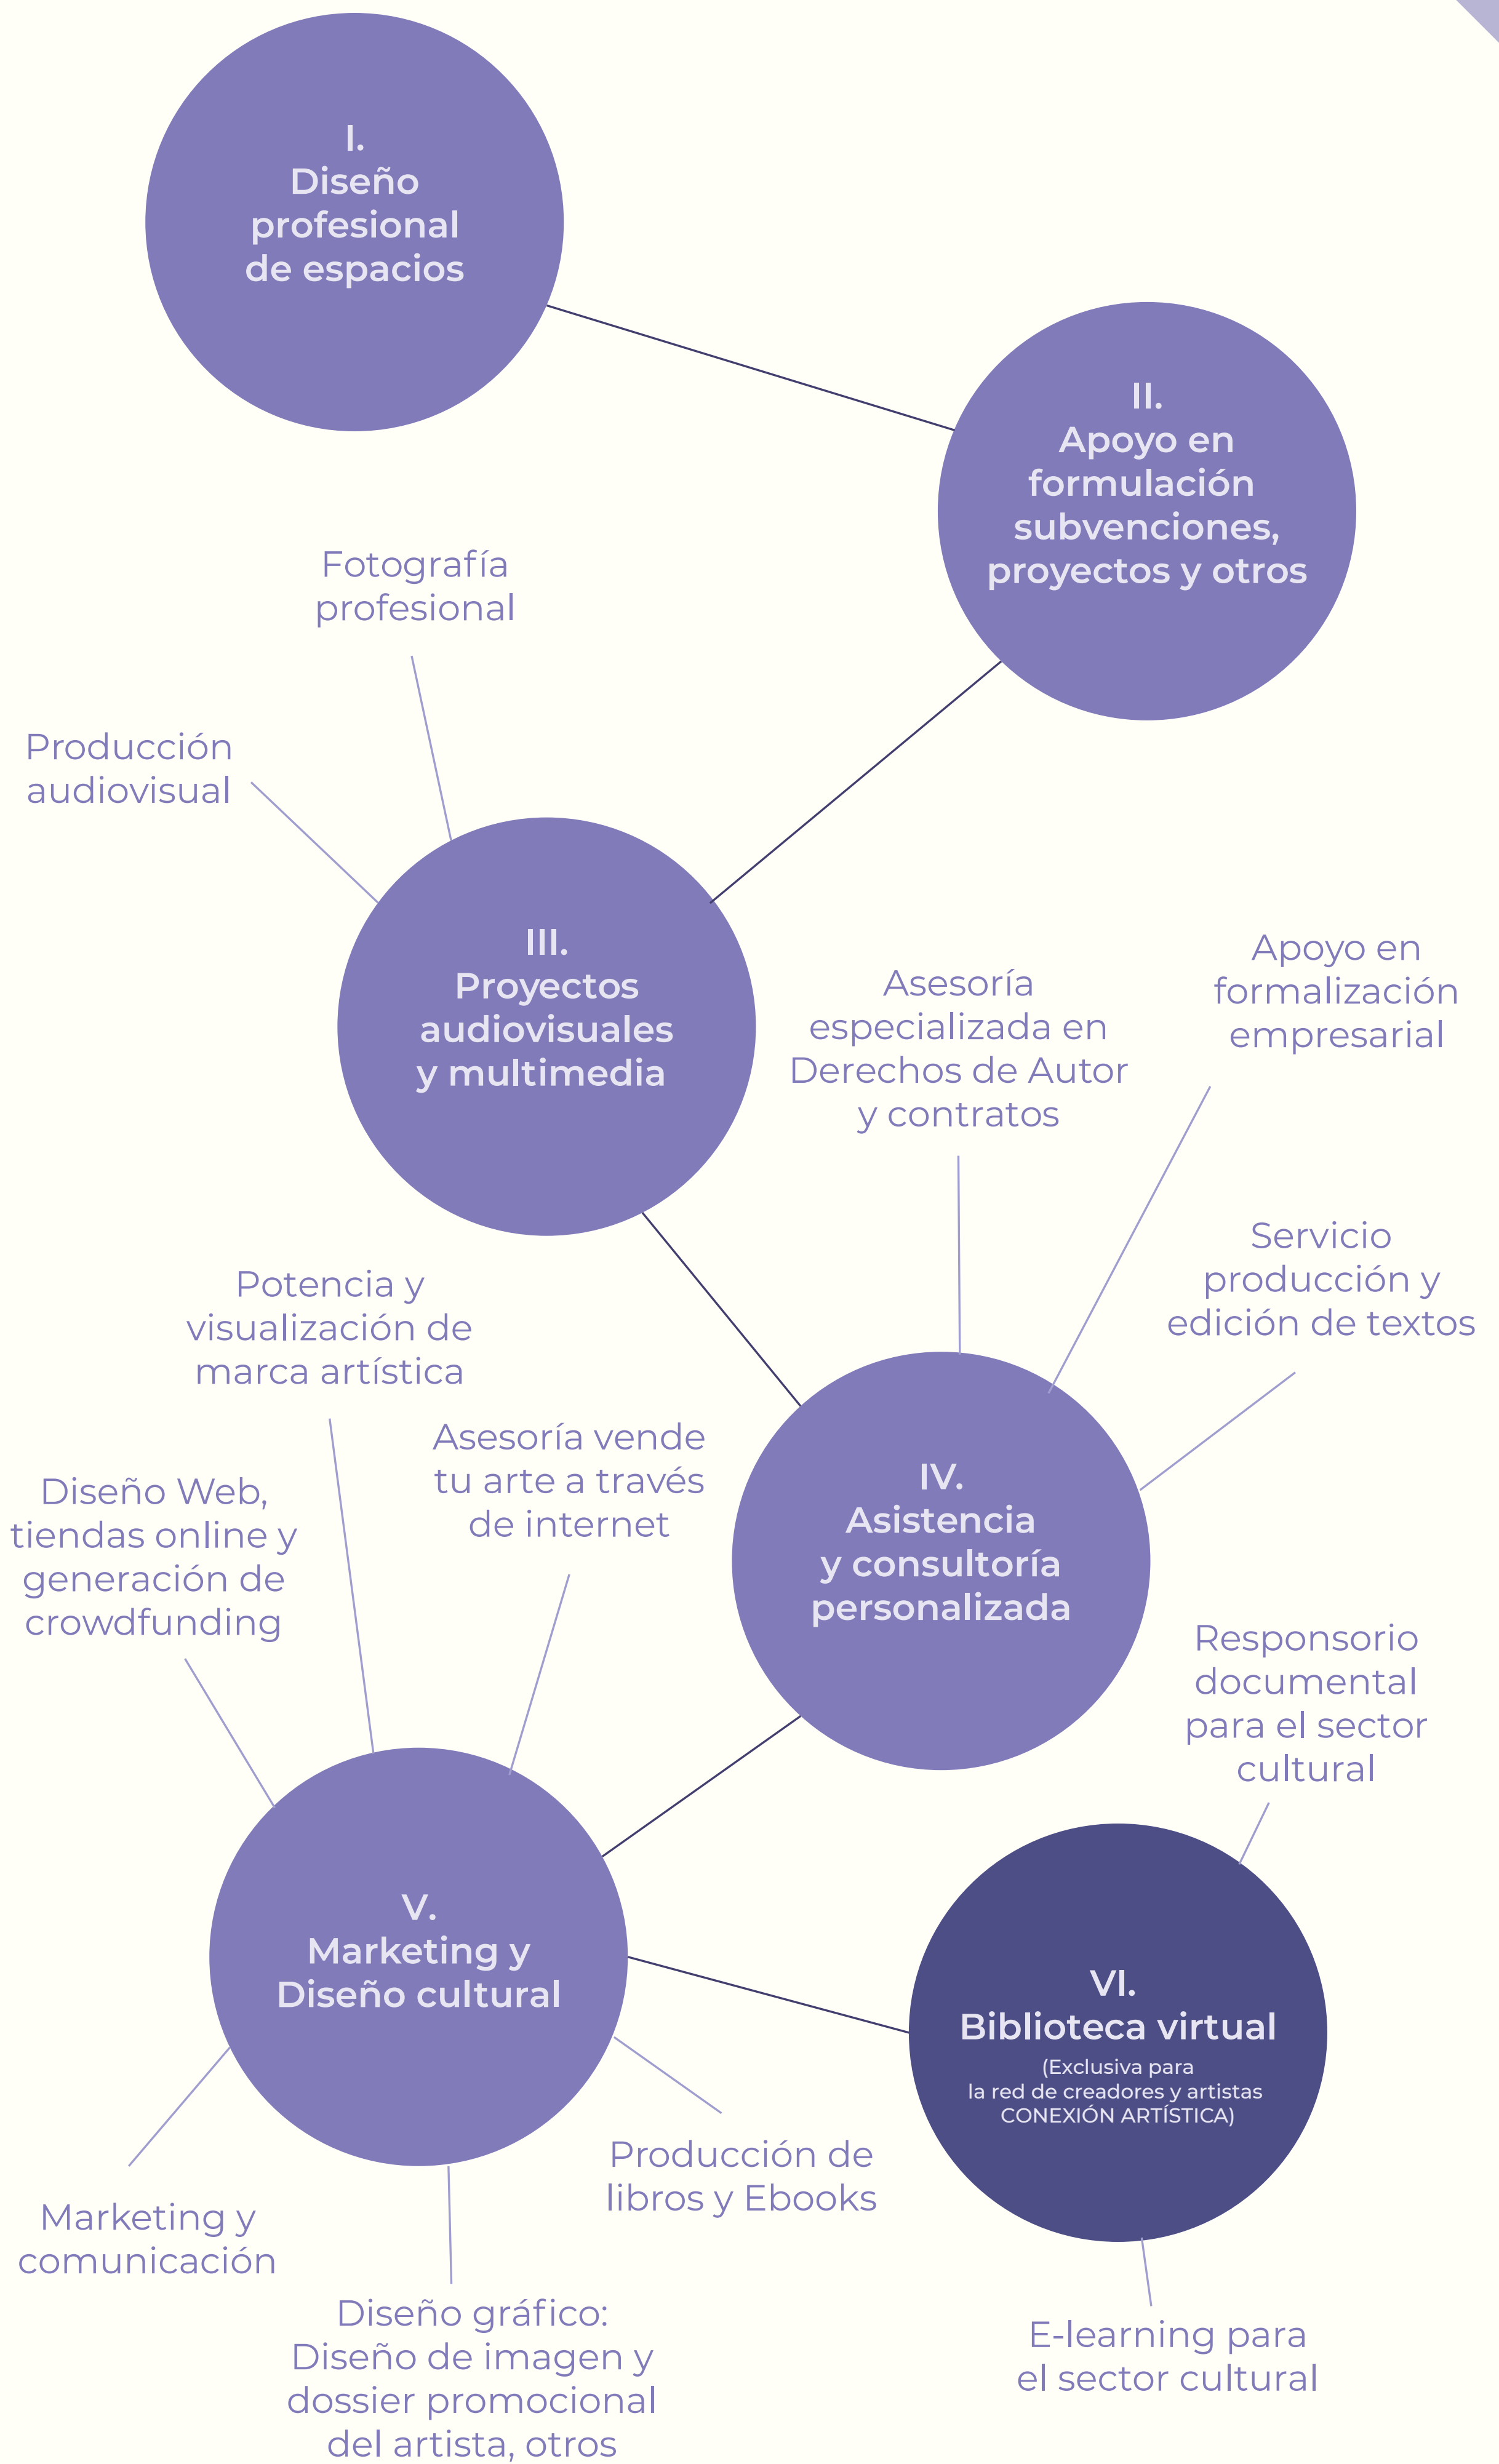 I.
Diseño
profesional
de espacios
II.
Apoyo en
formulación
subvenciones,
proyectos y otros
Fotografía
profesional
Producción
audiovisual
III.
Proyectos
audiovisuales
y multimedia
Asesoría
especializada en
Derechos de Autor
y contratos
Apoyo en
formalización
empresarial
Servicio
producción y
edición de textos
IV.
Asistencia
y consultoría
personalizada
Potencia y
visualización de
marca artística
Asesoría vende
tu arte a través
de internet
Diseño Web,
tiendas online y
generación de
crowdfunding
V.
Marketing y
Diseño cultural
Marketing y
comunicación
Diseño gráfico:
Diseño de imagen y
dossier promocional
del artista, otros
Producción de
libros y Ebooks
Responsorio
documental
para el sector
cultural
VI.
Biblioteca virtual
(Exclusiva para
la red de creadores y artistas
CONEXIÓN ARTÍSTICA)
E-learning para
el sector cultural